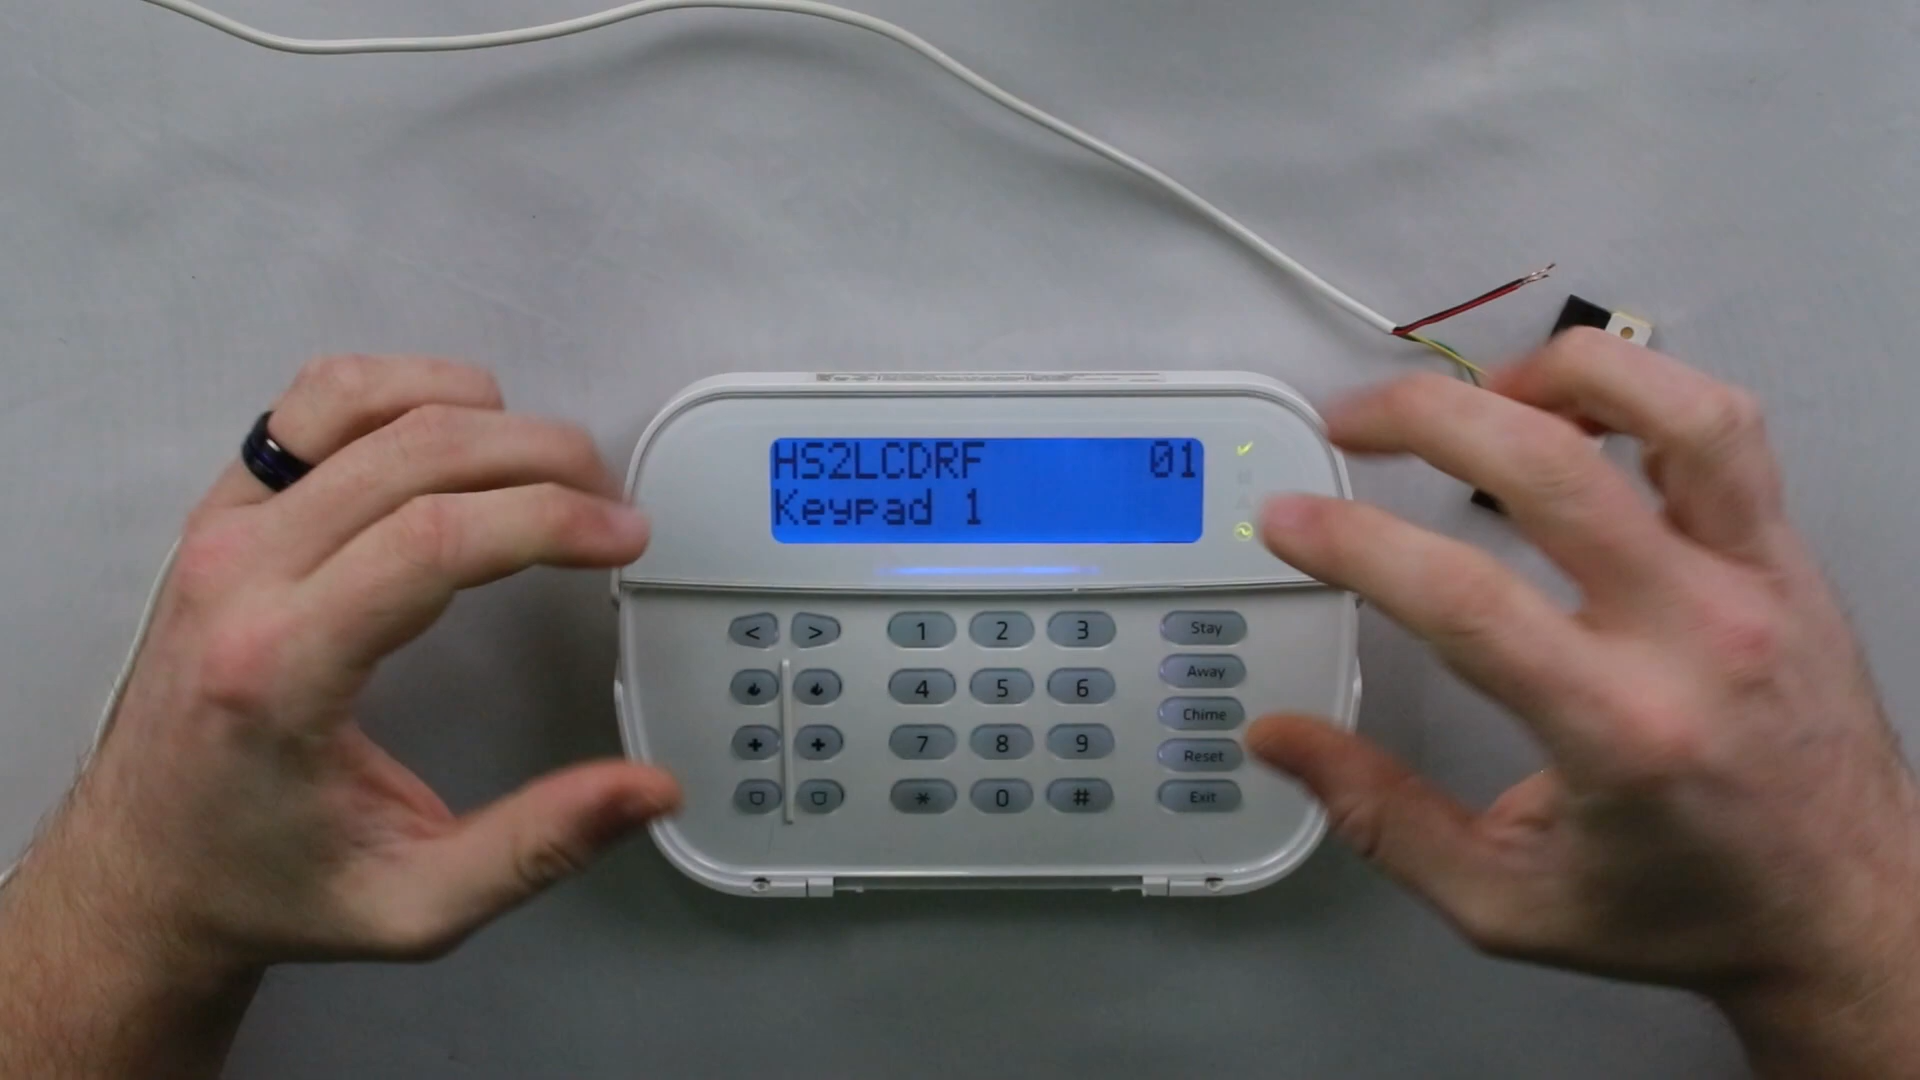 HS2LCDRF 01
Keypad 1
< > 1 2 3 Stay
4 5 6 Away
7 8 9 Chime
Reset
* 0 # Exit